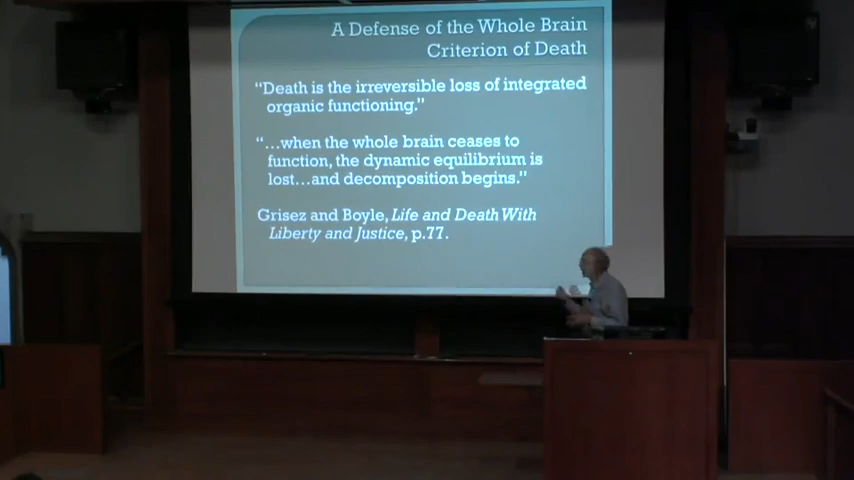 A Defense of the Whole Brain
Criterion of Death
“Death is the irreversible loss of integrated
organic functioning.”
“…when the whole brain ceases to
function, the dynamic equilibrium is
lost…and decomposition begins.”
Grisez and Boyle, Life and Death With
Liberty and Justice, p.77.